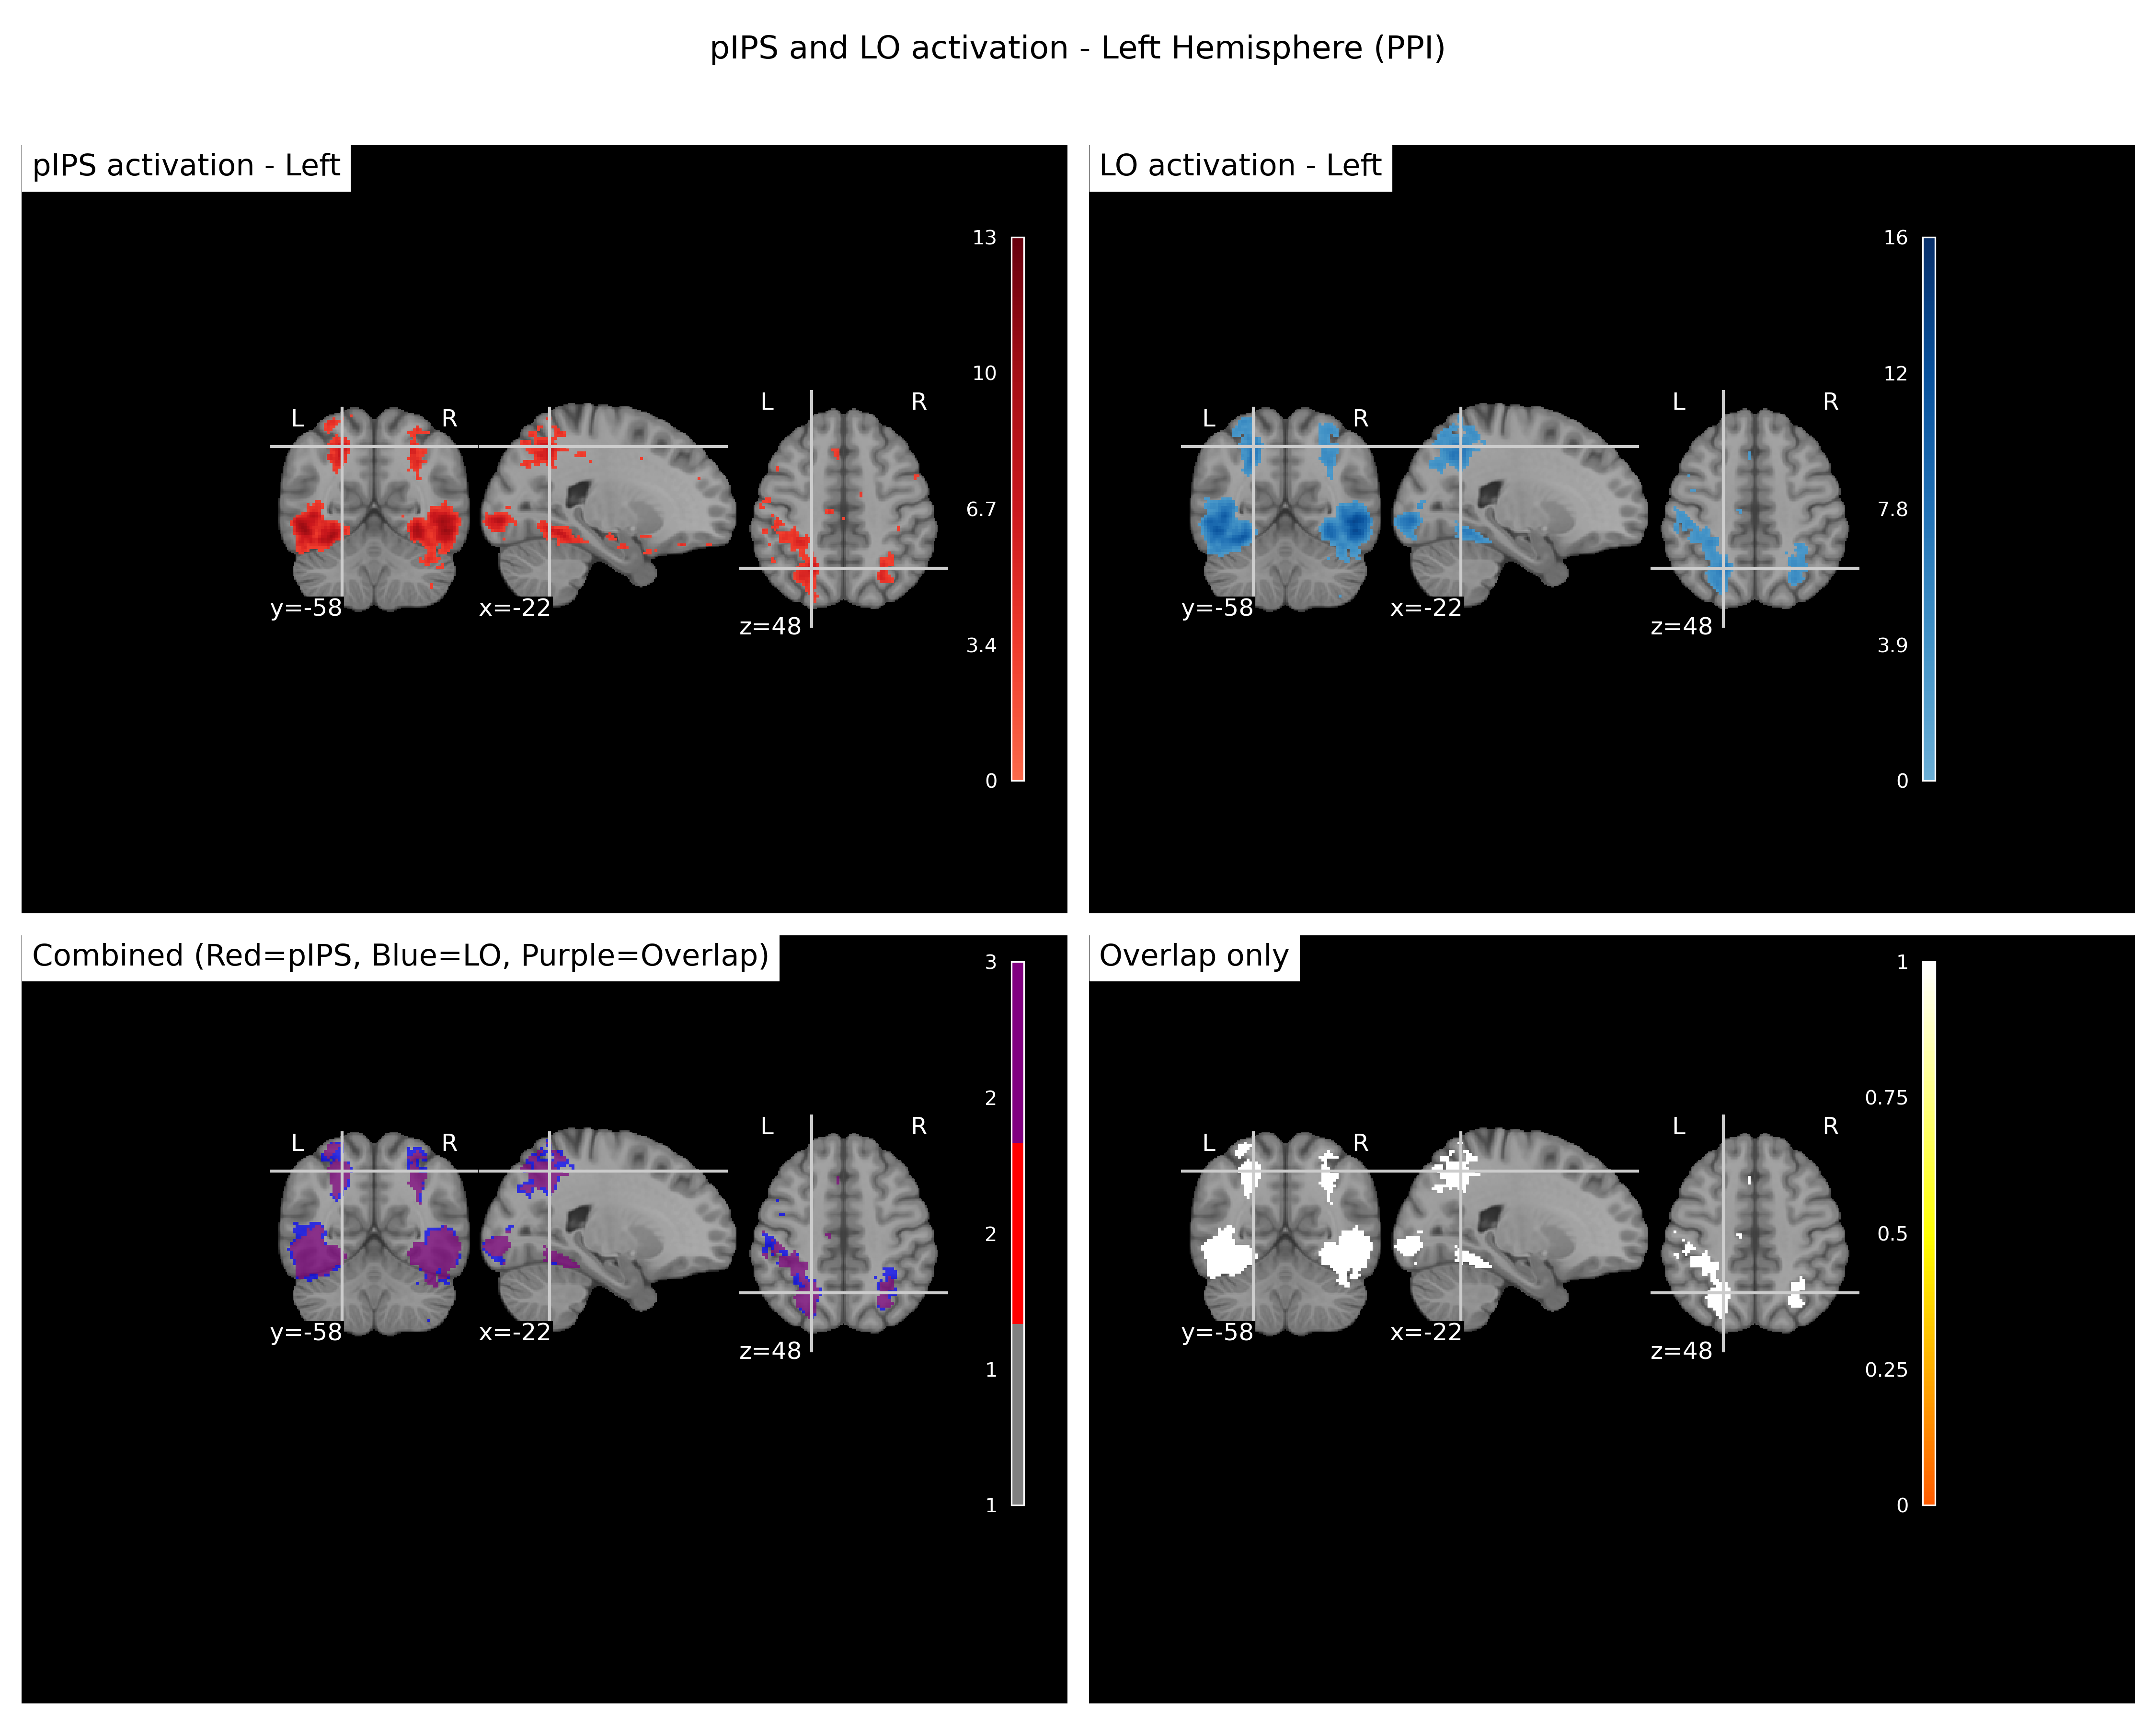 pIPS and LO activation - Left Hemisphere (PPI)
pIPS activation - Left
13
10
6.7
3.4
0
L
R
L
R
y=-58
x=-22
z=48
LO activation - Left
16
12
7.8
3.9
0
L
R
L
R
y=-58
x=-22
z=48
Combined (Red=pIPS, Blue=LO, Purple=Overlap)
3
2
2
1
1
L
R
L
R
y=-58
x=-22
z=48
Overlap only
1
0.75
0.5
0.25
0
L
R
L
R
y=-58
x=-22
z=48